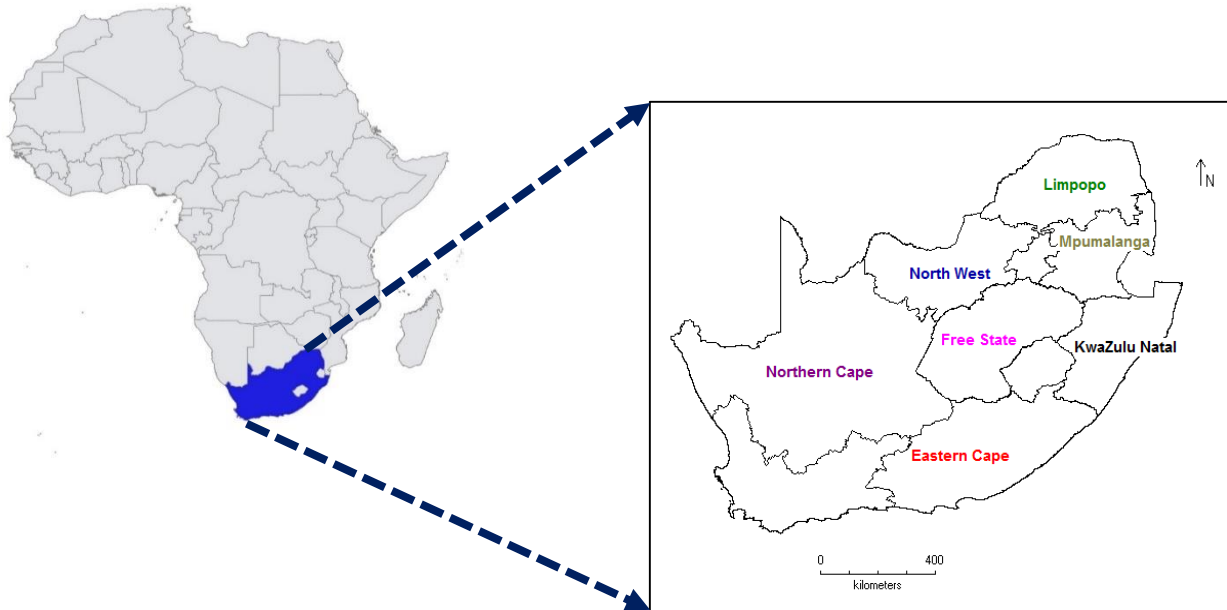 Limpopo
N
Mpumalanga
North West
Free State
KwaZulu Natal
Northern Cape
Eastern Cape
0 400
kilometers